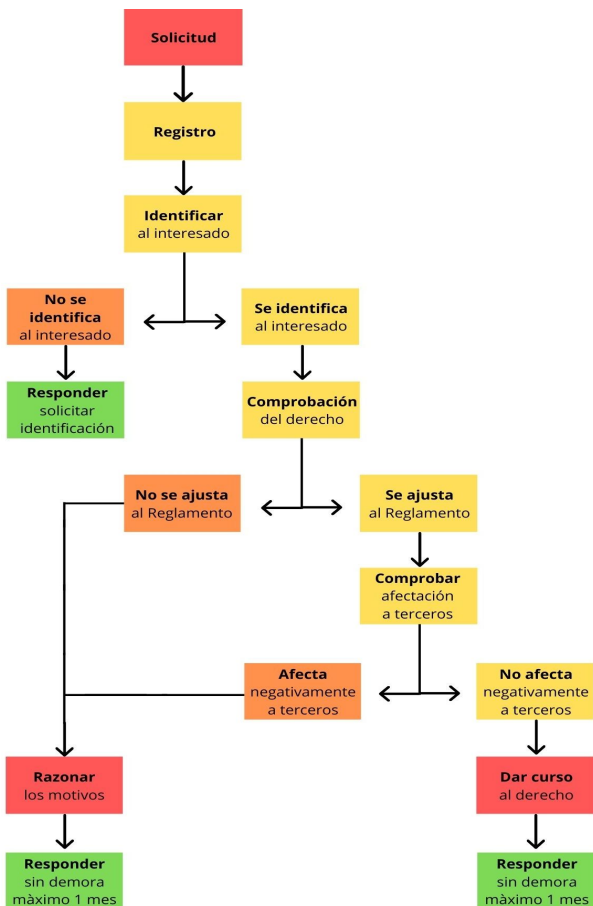 Solicitud
Registro
Identificar
al interesado
No se
identifica
al interesado
Se identifica
al interesado
Responder
solicitar
identificación
Comprobación
del derecho
No se ajusta
al Reglamento
Se ajusta
al Reglamento
Comprobar
afectación
a terceros
Afecta
negativamente
a terceros
No afecta
negativamente
a terceros
Razonar
los motivos
Dar curso
al derecho
Responder
sin demora
màximo 1 mes
Responder
sin demora
màximo 1 mes